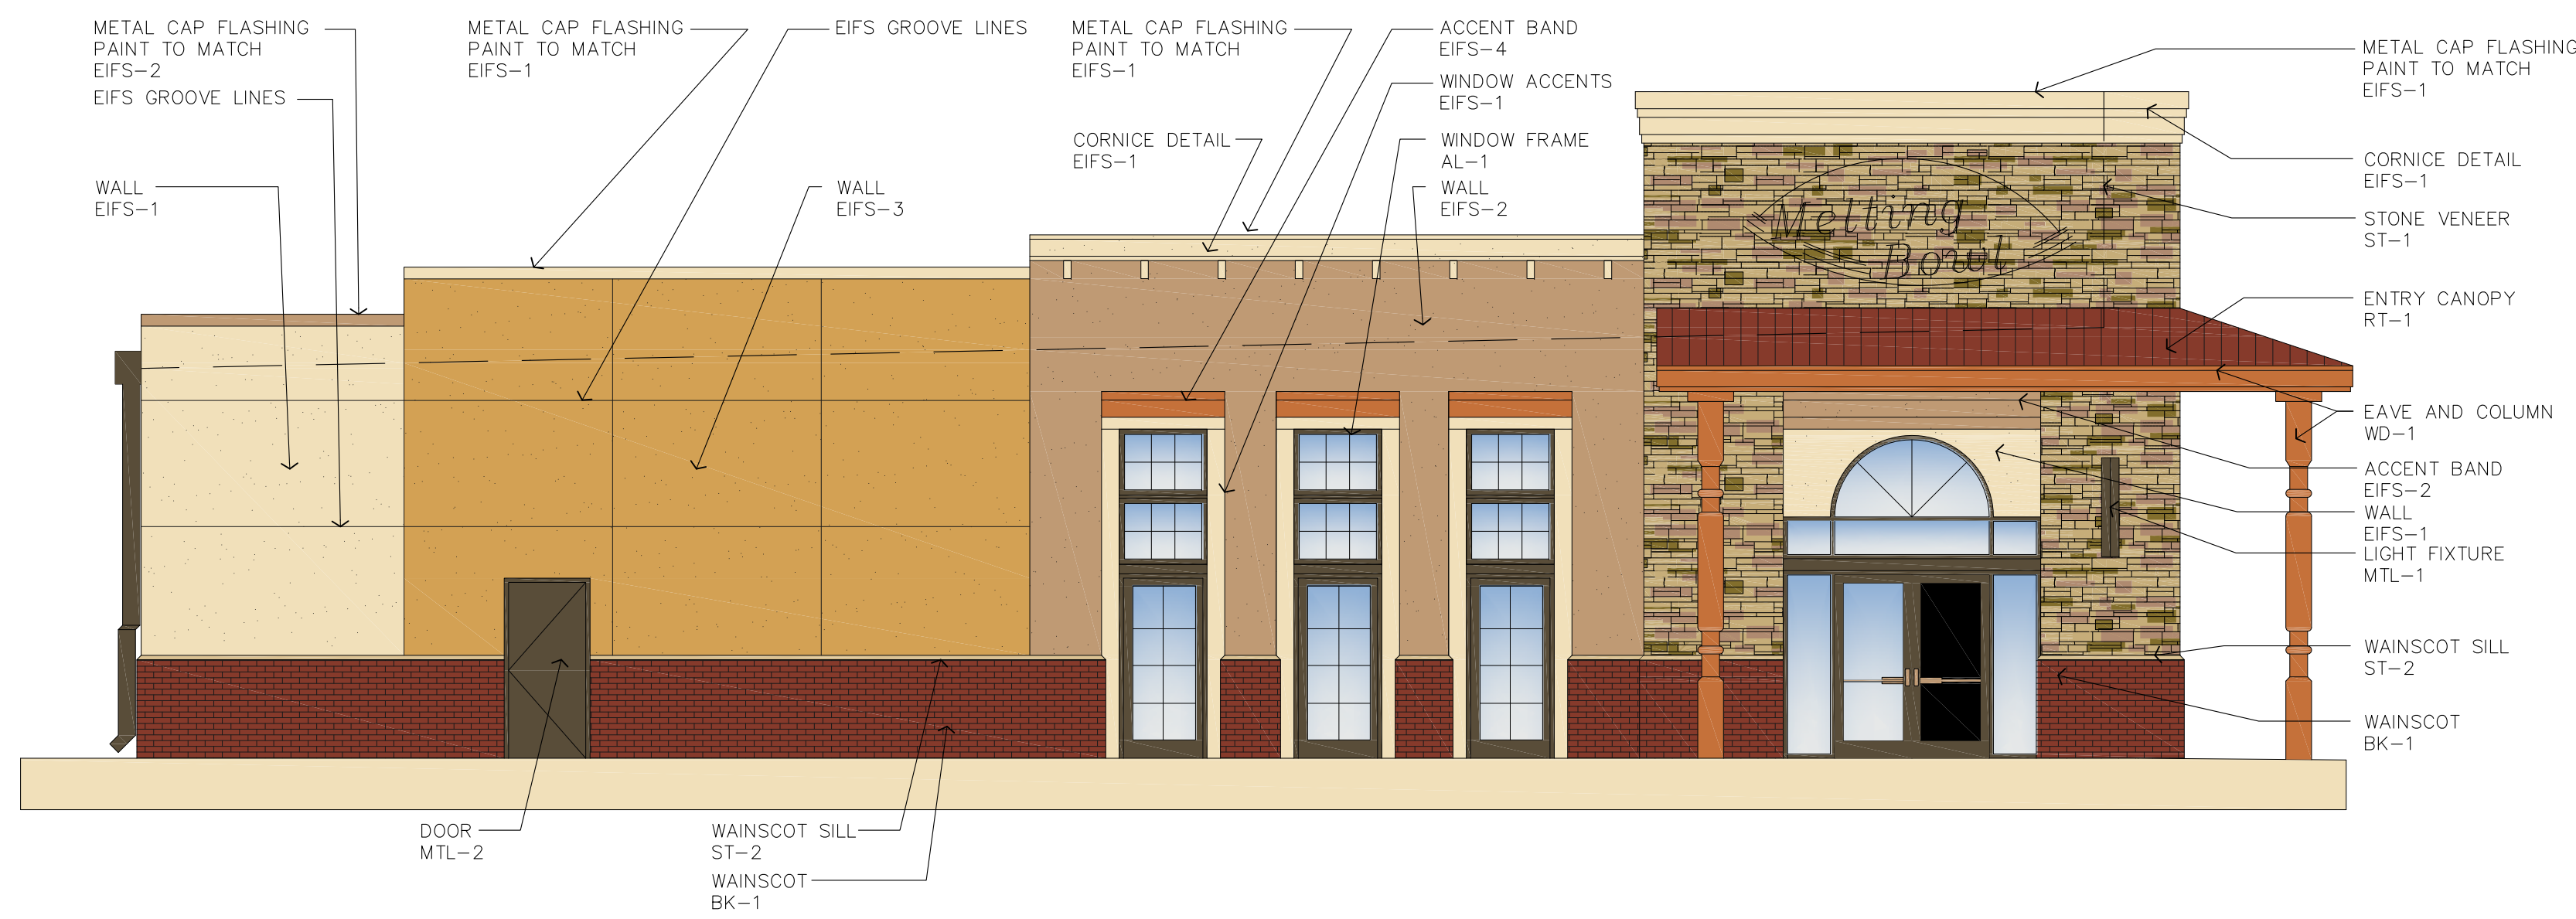 METAL CAP FLASHING
PAINT TO MATCH
EIFS-2
EIFS GROOVE LINES
WALL
EIFS-1
METAL CAP FLASHING
PAINT TO MATCH
EIFS-1
EIFS GROOVE LINES
WALL
EIFS-3
METAL CAP FLASHING
PAINT TO MATCH
EIFS-1
CORNICE DETAIL
EIFS-1
ACCENT BAND
EIFS-4
WINDOW ACCENTS
EIFS-1
WINDOW FRAME
AL-1
WALL
EIFS-2
Melting
Bowl
METAL CAP FLASHING
PAINT TO MATCH
EIFS-1
CORNICE DETAIL
EIFS-1
STONE VENEER
ST-1
ENTRY CANOPY
RT-1
EAVE AND COLUMN
WD-1
ACCENT BAND
EIFS-2
WALL
EIFS-1
LIGHT FIXTURE
MTL-1
WAINSCOT SILL
ST-2
WAINSCOT
BK-1
DOOR
MTL-2
WAINSCOT SILL
ST-2
WAINSCOT
BK-1